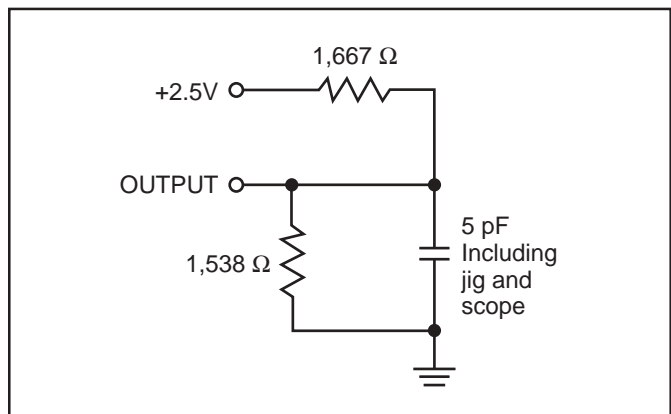 1,667 Ω
+2.5V
OUTPUT
1,538 Ω
5 pF
Including
jig and
scope